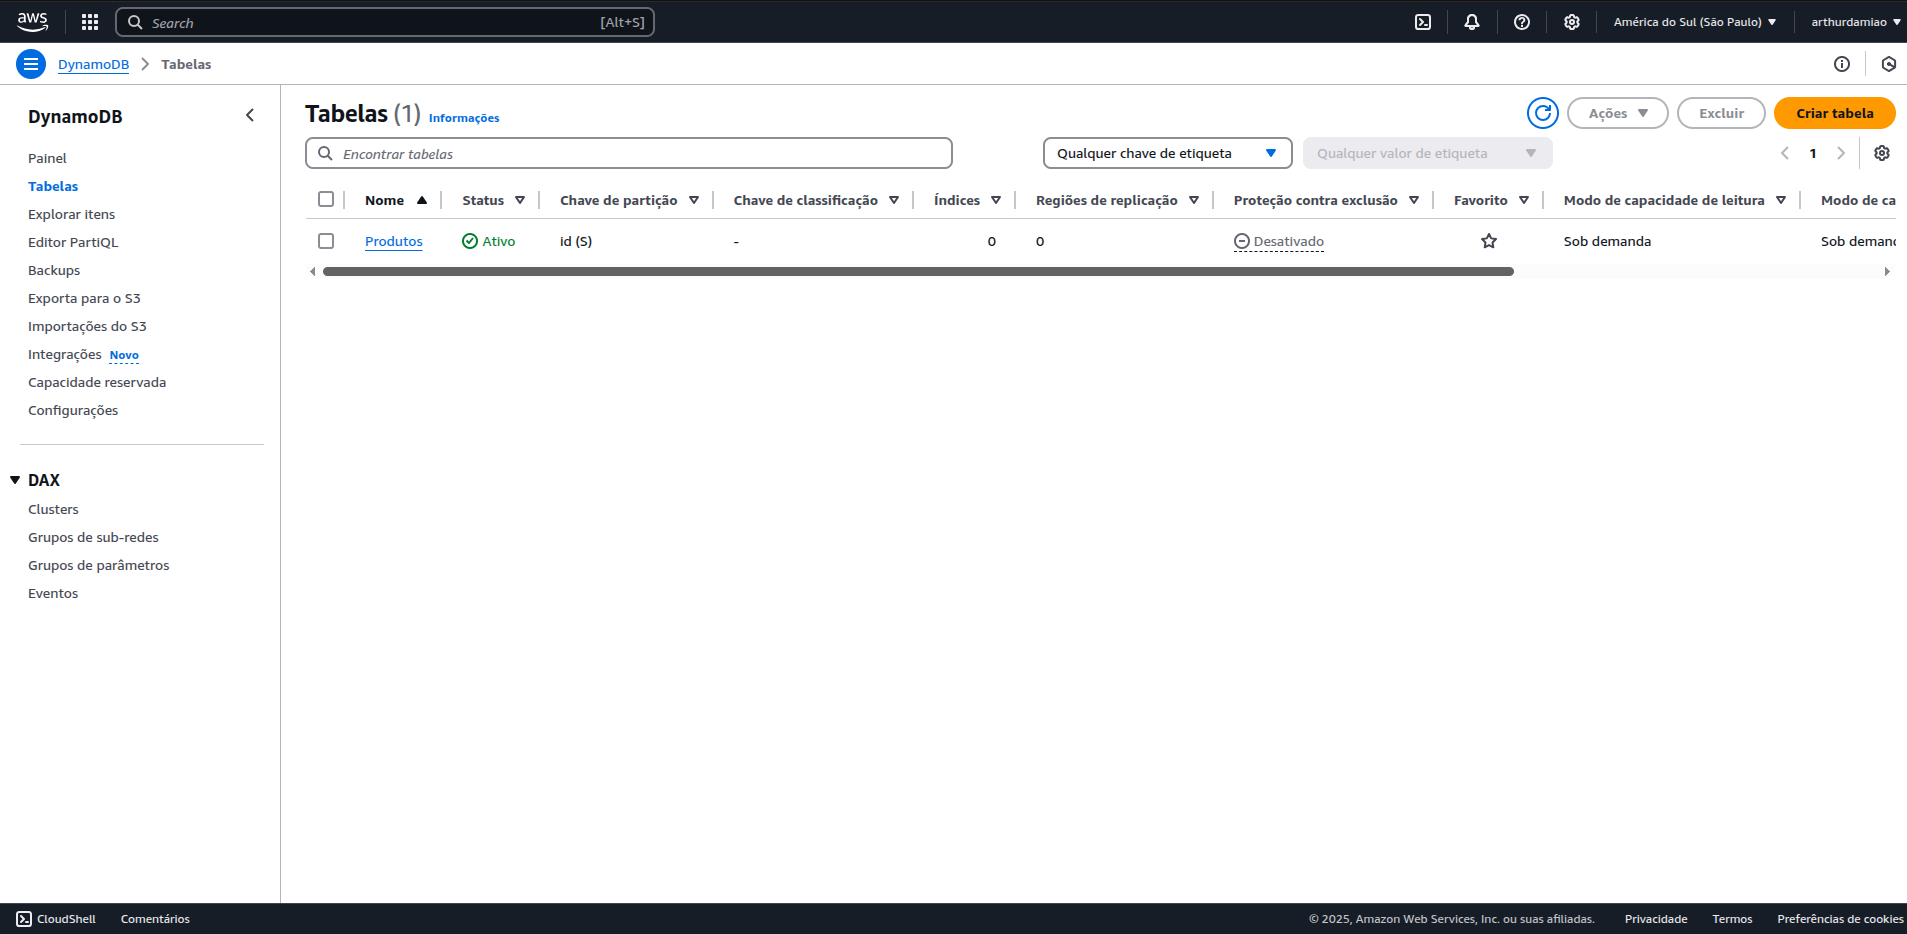 aws
Search
[Alt+S]
América do Sul (São Paulo)
arthurdamiao
DynamoDB
Tabelas
DynamoDB
Painel
Tabelas
Explorar itens
Editor PartiQL
Backups
Exporta para o S3
Importações do S3
Integrações Novo
Capacidade reservada
Configurações
DAX
Clusters
Grupos de sub-redes
Grupos de parâmetros
Eventos
Tabelas (1) Informações
Ações
Excluir
Criar tabela
Encontrar tabelas
Qualquer chave de etiqueta
Qualquer valor de etiqueta
1
Nome Status Chave de partição Chave de classificação Índices Regiões de replicação Proteção contra exclusão Favorito Modo de capacidade de leitura Modo de ca
Produtos Ativo id (S) - 0 0 Desativado Sob demanda Sob demand
CloudShell Comentários © 2025, Amazon Web Services, Inc. ou suas afiliadas. Privacidade Termos Preferências de cookies